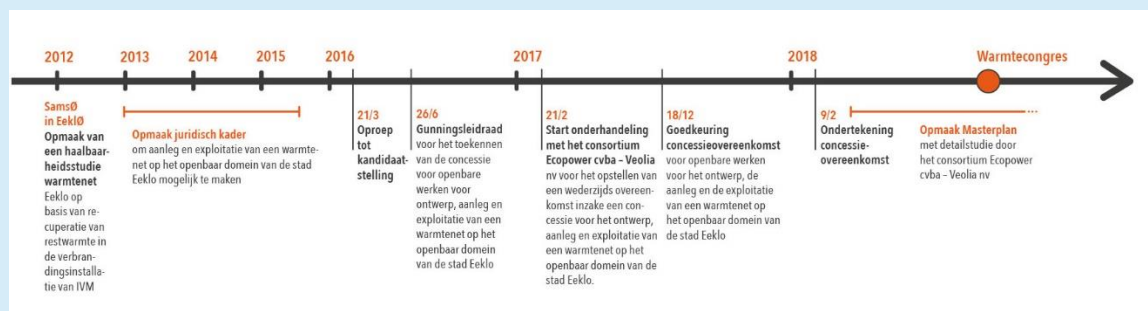 2012
2013
2014
2015
2016
2017
2018
Warmtecongres
SamsØ
in EeklØ
Opmaak van
een haalbaar-
heidsstudie
warmtenet
Eeklo op
basis van re-
cuperatie van
restwarmte in
de verbran-
dingsinstalla-
tie van IVM
Opmaak juridisch kader
om aanleg en exploitatie van een warmte-
net op het openbaar domein van de stad
Eeklo mogelijk te maken
21/3
Oproep
tot
kandidaat-
stelling
26/6
Gunningsleidraad
voor het toekennen
van de concessie
voor openbare
werken voor
ontwerp, aanleg en
exploitatie van een
warmtenet op het
openbaar domein
van de stad Eeklo
21/2
Start onderhandeling
met het consortium
Ecopower cvba – Veolia
nv voor het opstellen van
een wederzijds overeen-
komst inzake een con-
cessie voor het ontwerp,
aanleg en exploitatie van
een warmtenet op het
openbaar domein van de
stad Eeklo.
18/12
Goedkeuring
concessieovereenkomst
voor openbare werken
voor het ontwerp, de
aanleg en de exploitatie
van een warmtenet op
het openbaar domein van
de stad Eeklo
9/2
Ondertekening
concessie-
overeenkomst
Opmaak Masterplan
met detailstudie door
het consortium Ecopower
cvba – Veolia nv